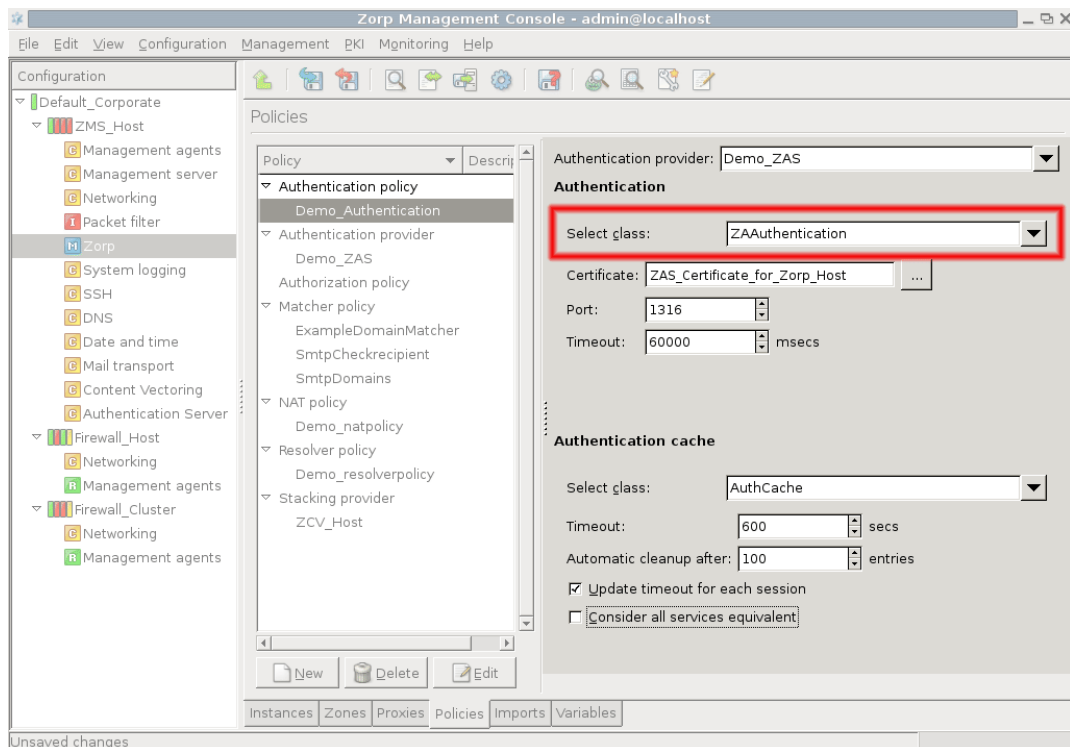 Zorp Management Console - admin@localhost
File Edit View Configuration Management PKI Monitoring Help
Configuration
Default_Corporate
ZMS_Host
C Management agents
C Management server
C Networking
I Packet filter
M Zorp
C System logging
C SSH
C DNS
C Date and time
C Mail transport
C Content Vectoring
C Authentication Server
Firewall_Host
C Networking
R Management agents
Firewall_Cluster
C Networking
R Management agents
Policies
Policy Descrip
Authentication policy
Demo_Authentication
Authentication provider
Demo_ZAS
Authorization policy
Matcher policy
ExampleDomainMatcher
SmtpCheckrecipient
SmtpDomains
NAT policy
Demo_natpolicy
Resolver policy
Demo_resolverpolicy
Stacking provider
ZCV_Host
New Delete Edit
Authentication provider: Demo_ZAS
Authentication
Select class: ZAAuthentication
Certificate: ZAS_Certificate_for_Zorp_Host ...
Port: 1316
Timeout: 60000 msecs
Authentication cache
Select class: AuthCache
Timeout: 600 secs
Automatic cleanup after: 100 entries
Update timeout for each session
Consider all services equivalent
Instances Zones Proxies Policies Imports Variables
Unsaved changes